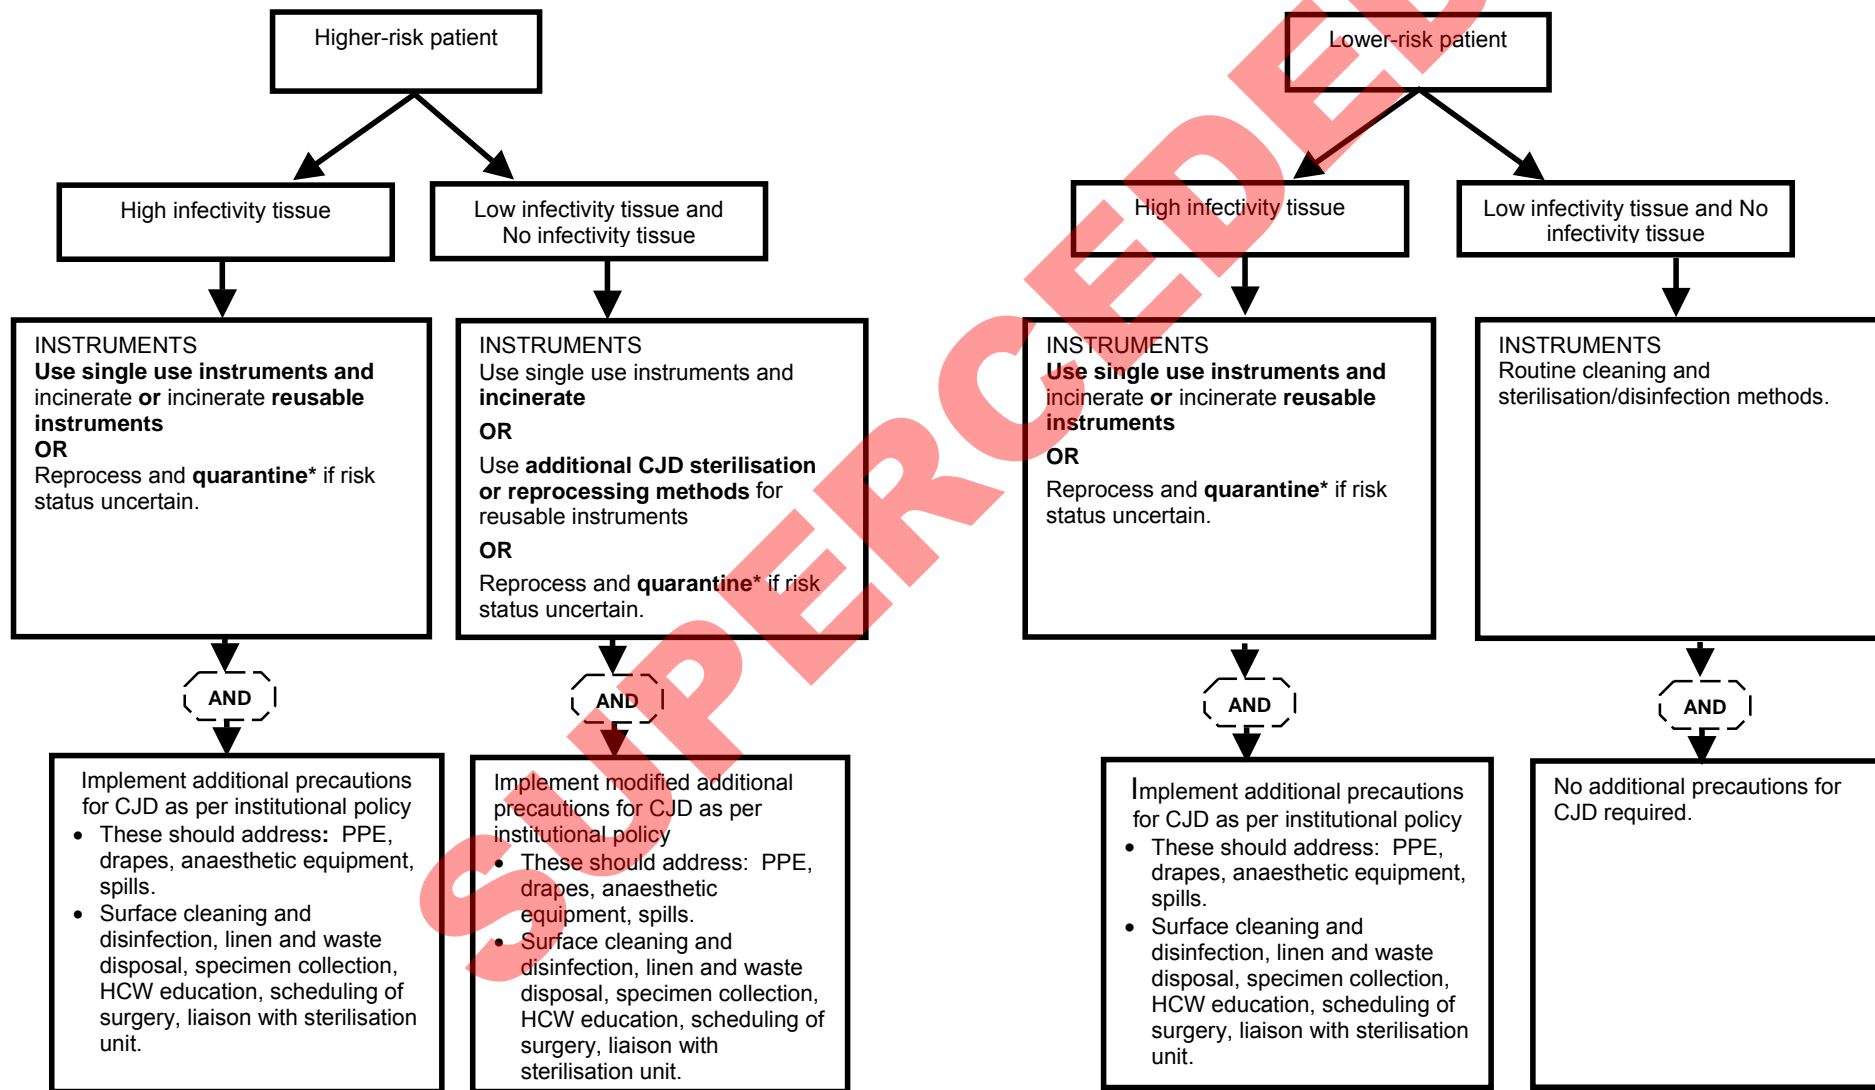 Higher-risk patient
Lower-risk patient
High infectivity tissue
Low infectivity tissue and
No infectivity tissue
High infectivity tissue
Low infectivity tissue and No
infectivity tissue
INSTRUMENTS
Use single use instruments and
incinerate or incinerate reusable
instruments
OR
Reprocess and quarantine* if risk
status uncertain.
INSTRUMENTS
Use single use instruments and
incinerate
OR
Use additional CJD sterilisation
or reprocessing methods for
reusable instruments
OR
Reprocess and quarantine* if risk
status uncertain.
INSTRUMENTS
Use single use instruments and
incinerate or incinerate reusable
instruments
OR
Reprocess and quarantine* if risk
status uncertain.
INSTRUMENTS
Routine cleaning and
sterilisation/disinfection methods.
AND
AND
AND
AND
Implement additional precautions
for CJD as per institutional policy
• These should address: PPE,
drapes, anaesthetic equipment,
spills.
• Surface cleaning and
disinfection, linen and waste
disposal, specimen collection,
HCW education, scheduling of
surgery, liaison with sterilisation
unit.
Implement modified additional
precautions for CJD as per
institutional policy
• These should address: PPE,
drapes, anaesthetic
equipment, spills.
• Surface cleaning and
disinfection, linen and waste
disposal, specimen collection,
HCW education, scheduling of
surgery, liaison with
sterilisation unit.
Implement additional precautions
for CJD as per institutional policy
• These should address: PPE,
drapes, anaesthetic equipment,
spills.
• Surface cleaning and
disinfection, linen and waste
disposal, specimen collection,
HCW education, scheduling of
surgery, liaison with sterilisation
unit.
No additional precautions for
CJD required.
SUPERCEDED